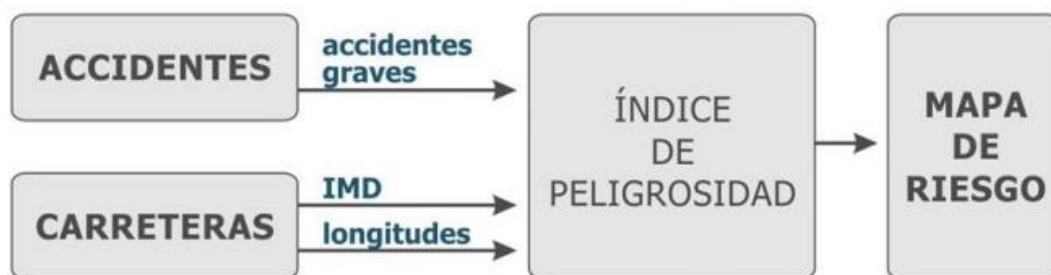 ACCIDENTES
accidentes
graves
CARRETERAS
IMD
longitudes
ÍNDICE
DE
PELIGROSIDAD
MAPA
DE
RIESGO